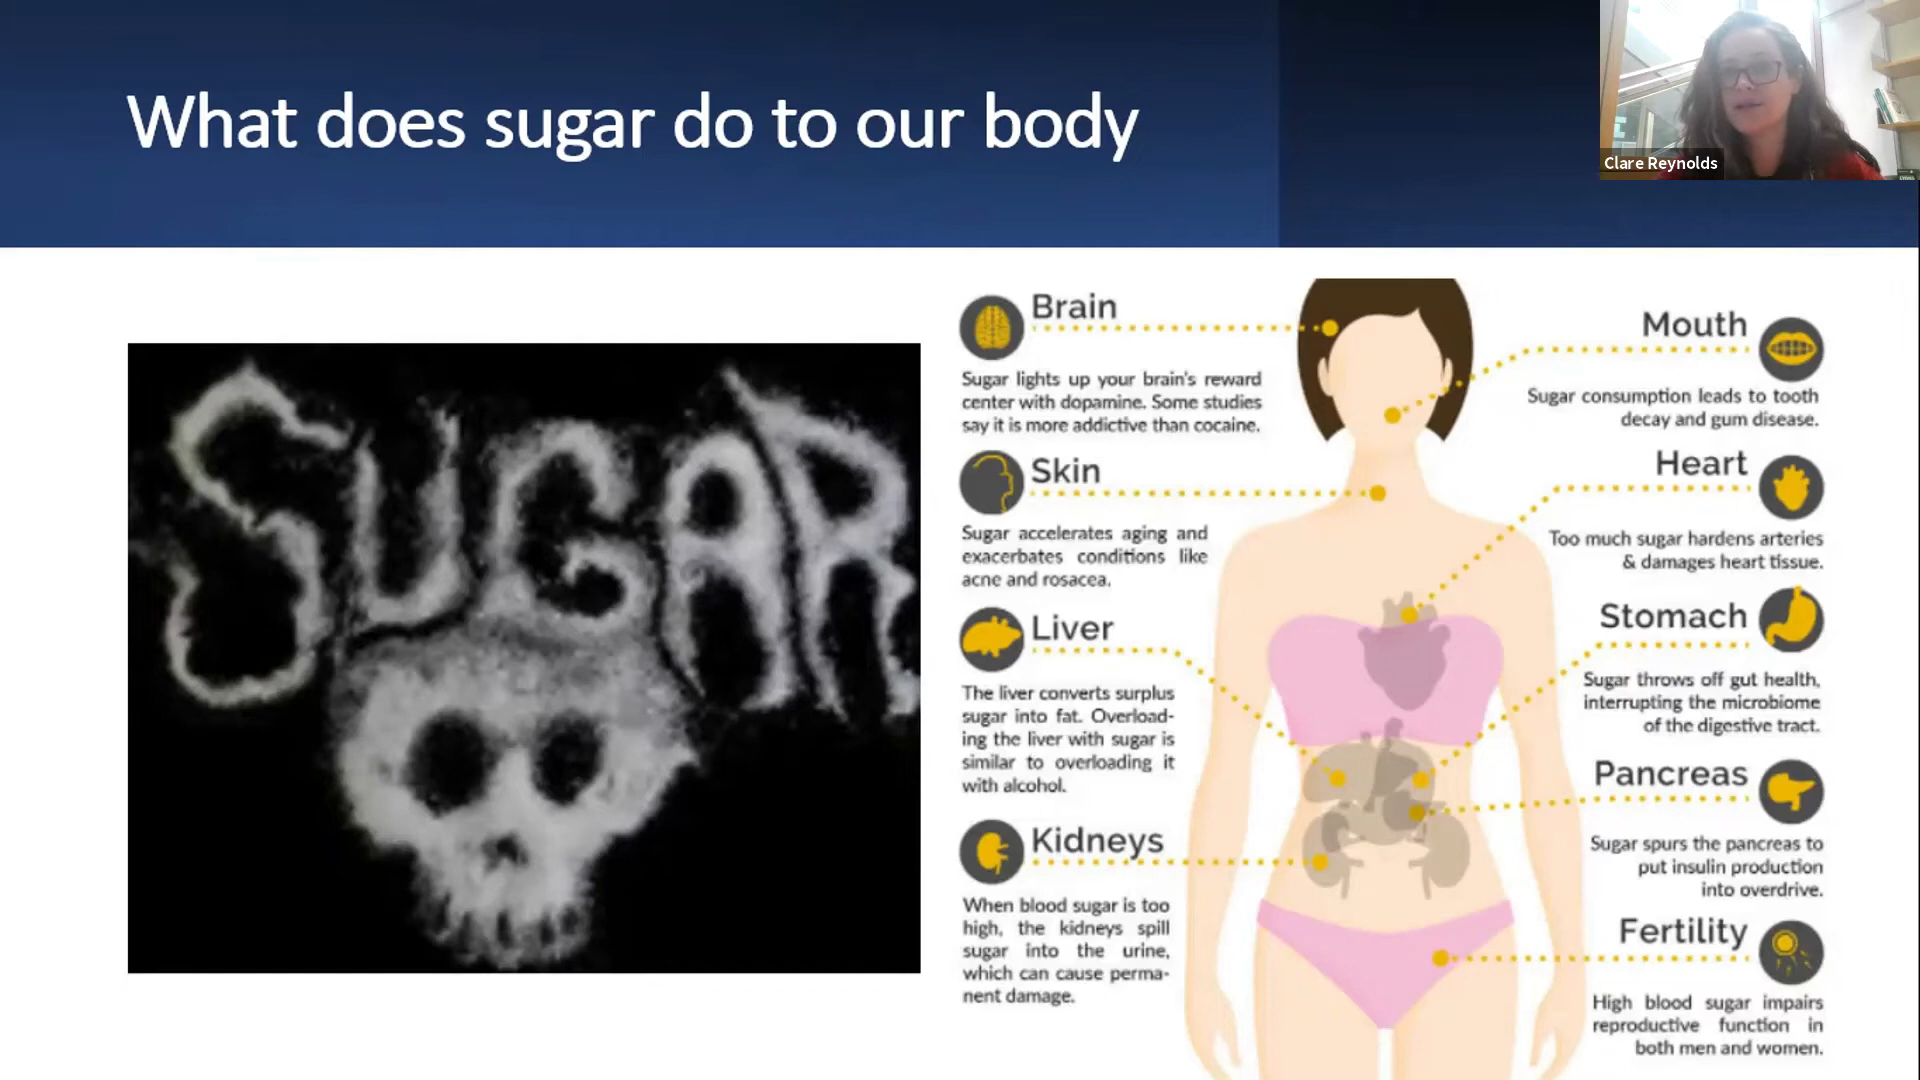 What does sugar do to our body
Clare Reynolds
SUGAR
Brain
Sugar lights up your brain's reward
center with dopamine. Some studies
say it is more addictive than cocaine.
Skin
Sugar accelerates aging and
exacerbates conditions like
acne and rosacea.
Liver
The liver converts surplus
sugar into fat. Overload-
ing the liver with sugar is
similar to overloading it
with alcohol.
Kidneys
When blood sugar is too
high, the kidneys spill
sugar into the urine,
which can cause perma-
nent damage.
Mouth
Sugar consumption leads to tooth
decay and gum disease.
Heart
Too much sugar hardens arteries
& damages heart tissue.
Stomach
Sugar throws off gut health,
interrupting the microbiome
of the digestive tract.
Pancreas
Sugar spurs the pancreas to
put insulin production
into overdrive.
Fertility
High blood sugar impairs
reproductive function in
both men and women.